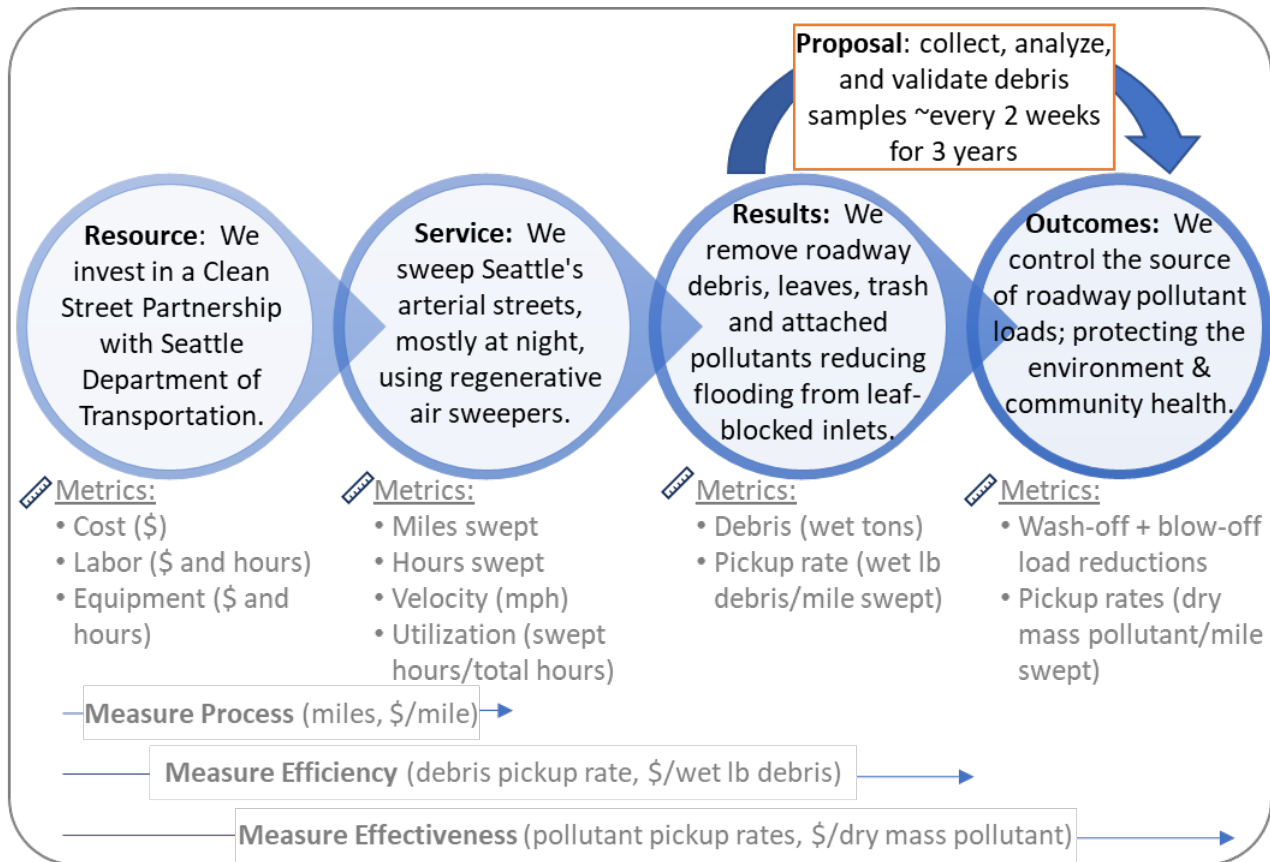 Proposal: collect, analyze,
and validate debris
samples ~every 2 weeks
for 3 years
Resource: We
invest in a Clean
Street Partnership
with Seattle
Department of
Transportation.
Service: We
sweep Seattle's
arterial streets,
mostly at night,
using regenerative
air sweepers.
Results: We
remove roadway
debris, leaves, trash
and attached
pollutants reducing
flooding from leaf-
blocked inlets.
Outcomes: We
control the source
of roadway pollutant
loads; protecting the
environment &
community health.
Metrics:
• Cost ($)
• Labor ($ and hours)
• Equipment ($ and
hours)
Metrics:
• Miles swept
• Hours swept
• Velocity (mph)
• Utilization (swept
hours/total hours)
Metrics:
• Debris (wet tons)
• Pickup rate (wet lb
debris/mile swept)
Metrics:
• Wash-off + blow-off
load reductions
• Pickup rates (dry
mass pollutant/mile
swept)
Measure Process (miles, $/mile)
Measure Efficiency (debris pickup rate, $/wet lb debris)
Measure Effectiveness (pollutant pickup rates, $/dry mass pollutant)